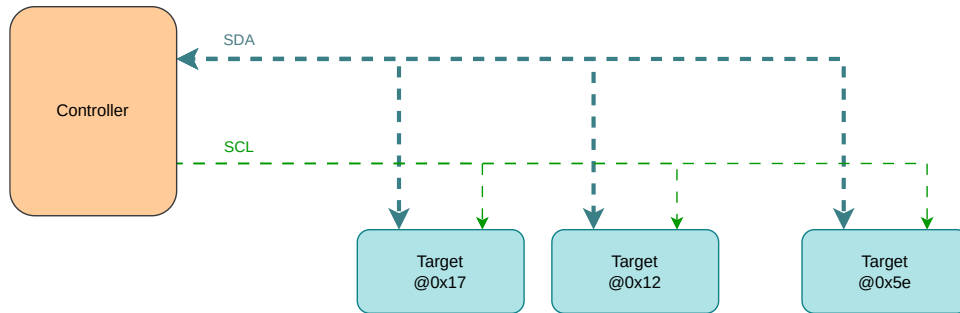 SDA
Controller
SCL
Target
@0x17
Target
@0x12
Target
@0x5e